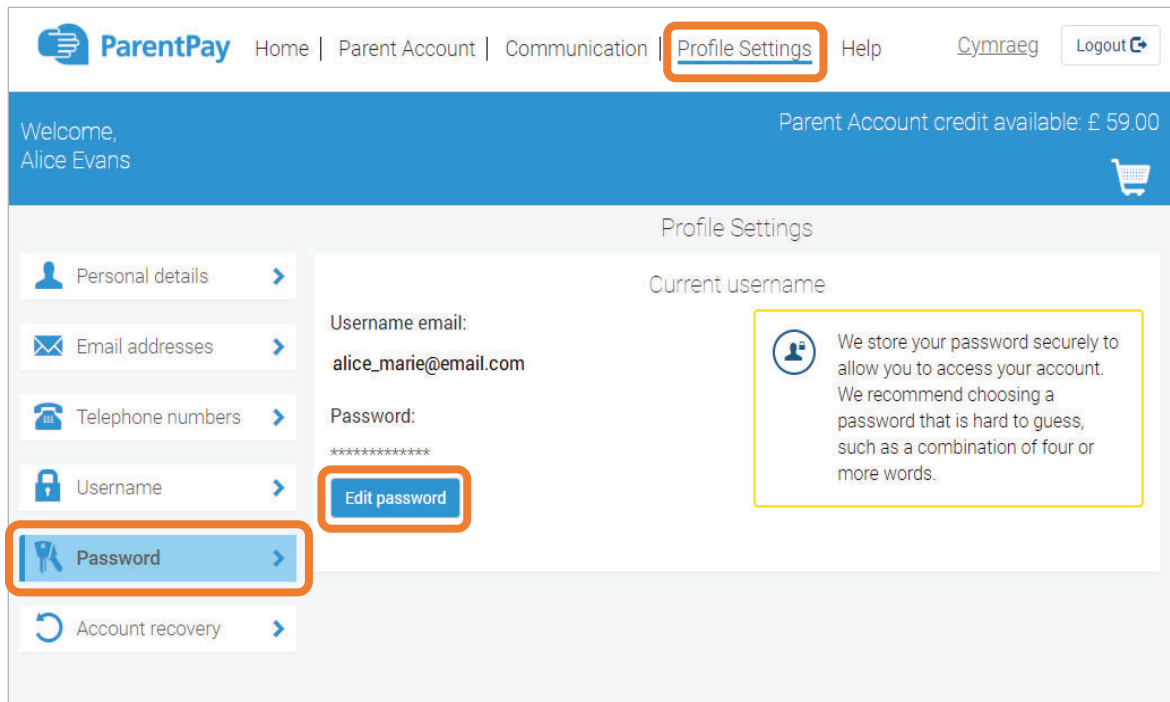 ParentPay Home | Parent Account | Communication | Profile Settings Help Cymraeg Logout
Welcome,
Alice Evans
Parent Account credit available: £ 59.00
Profile Settings
Personal details
Email addresses
Telephone numbers
Username
Password
Account recovery
Current username
Username email:
alice_marie@email.com
Password:
*************
Edit password
We store your password securely to
allow you to access your account.
We recommend choosing a
password that is hard to guess,
such as a combination of four or
more words.